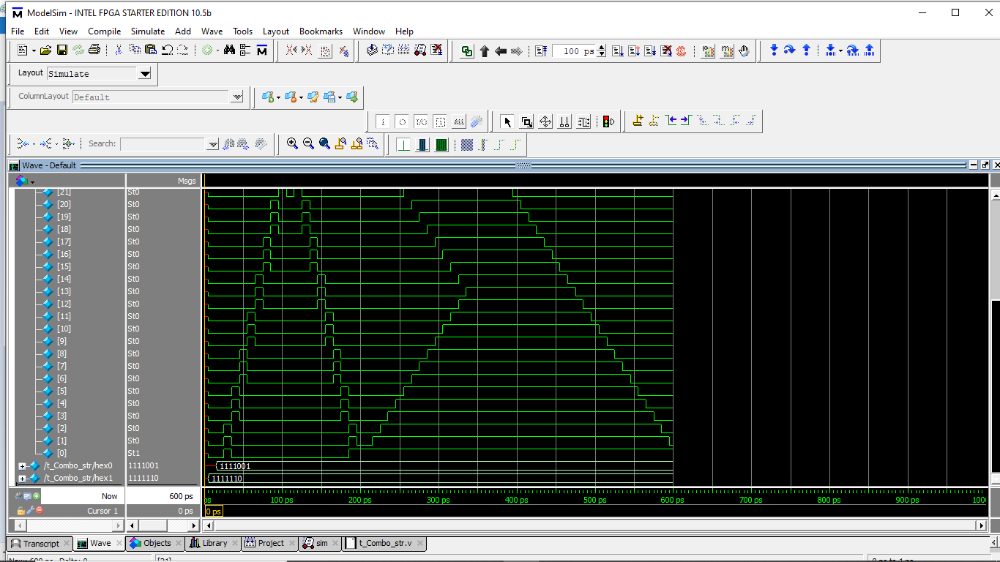 ModelSim - INTEL FPGA STARTER EDITION 10.5b
File Edit View Compile Simulate Add Wave Tools Layout Bookmarks Window Help
100 ps
Layout Simulate
ColumnLayout Default
ALL
Search:
Wave - Default
Msgs
[21] St0
[20] St0
[19] St0
[18] St0
[17] St0
[16] St0
[15] St0
[14] St0
[13] St0
[12] St0
[11] St0
[10] St0
[9] St0
[8] St0
[7] St0
[6] St0
[5] St0
[4] St0
[3] St0
[2] St0
[1] St0
[0] St1
/t_Combo_str/hex0 1111001 1111001
/t_Combo_str/hex1 1111110 1111110
Now 600 ps ps 100 ps 200 ps 300 ps 400 ps 500 ps 600 ps 700 ps 800 ps 900 ps 1000
Cursor 1 0 ps 0 ps
Transcript Wave Objects Library Project sim t_Combo_str.v